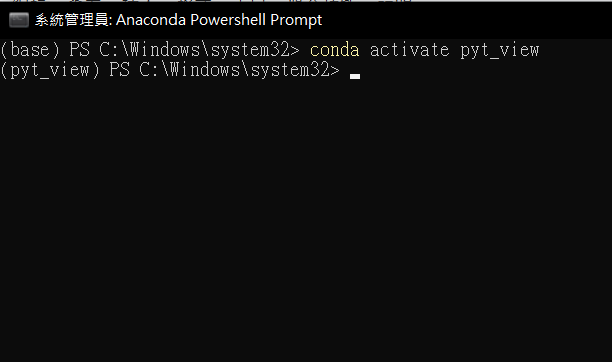 系統管理員: Anaconda Powershell Prompt
(base) PS C:\Windows\system32> conda activate pyt_view
(pyt_view) PS C:\Windows\system32>